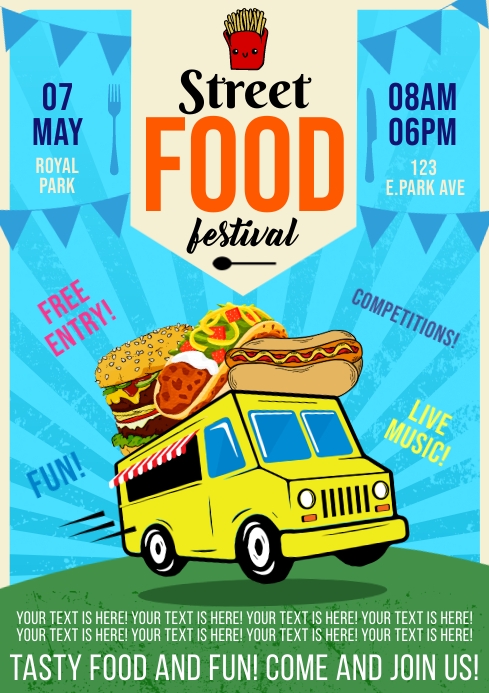 Street
FOOD
festival
07
MAY
ROYAL
PARK
08AM
06PM
123
E.PARK AVE
FREE
ENTRY!
COMPETITIONS!
LIVE
MUSIC!
FUN!
YOUR TEXT IS HERE! YOUR TEXT IS HERE! YOUR TEXT IS HERE! YOUR TEXT IS HERE!
YOUR TEXT IS HERE! YOUR TEXT IS HERE! YOUR TEXT IS HERE! YOUR TEXT IS HERE!
TASTY FOOD AND FUN! COME AND JOIN US!